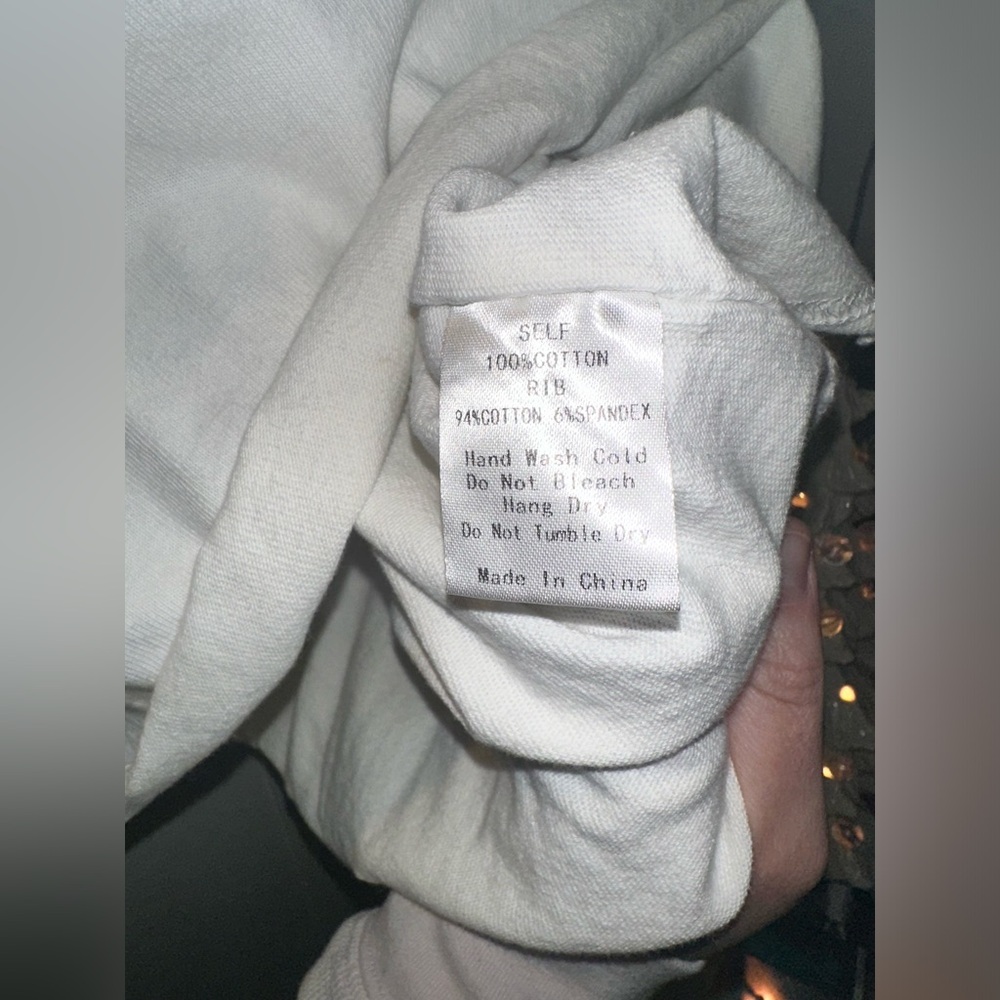 SELF
100%COTTON
RIB
94%COTTON 6%SPANDEX
Hand Wash Cold
Do Not Bleach
Hang Dry
Do Not Tumble Dry
Made In China